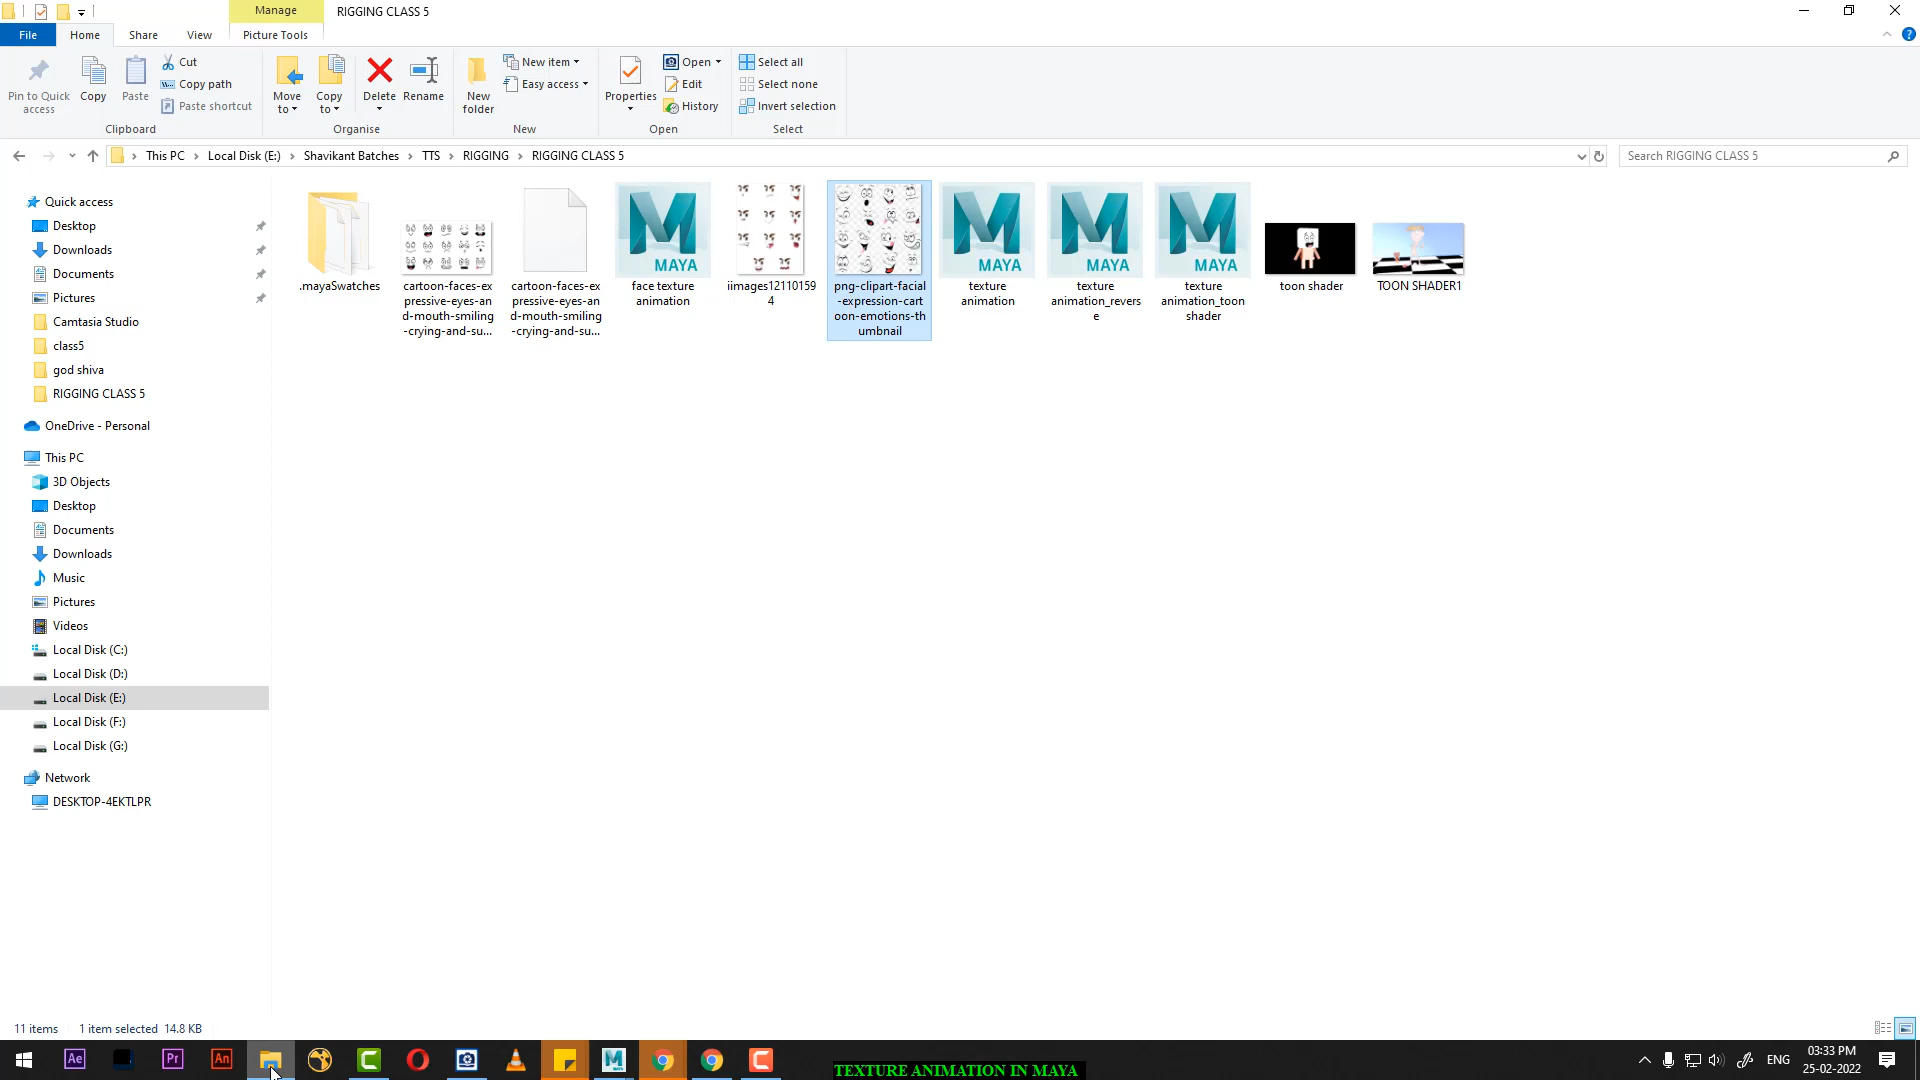 Manage
RIGGING CLASS 5
File
Home
Share
View
Picture Tools
Pin to Quick access
Copy
Paste
Cut
Copy path
Paste shortcut
Clipboard
Move to
Copy to
Delete
Rename
Organise
New folder
New item
Easy access
New
Properties
Open
Edit
History
Open
Select all
Select none
Invert selection
Select
This PC
Local Disk (E:)
Shavikant Batches
TTS
RIGGING
RIGGING CLASS 5
Search RIGGING CLASS 5
Quick access
Desktop
Downloads
Documents
Pictures
Camtasia Studio
class5
god shiva
RIGGING CLASS 5
OneDrive - Personal
This PC
3D Objects
Desktop
Documents
Downloads
Music
Pictures
Videos
Local Disk (C:)
Local Disk (D:)
Local Disk (E:)
Local Disk (F:)
Local Disk (G:)
Network
DESKTOP-4EKTLPR
.mayaSwatches
cartoon-faces-ex
pressive-eyes-an
d-mouth-smiling
-crying-and-su...
cartoon-faces-ex
pressive-eyes-an
d-mouth-smiling
-crying-and-su...
MAYA
face texture
animation
iimages12110159
4
png-clipart-facial
-expression-cart
oon-emotions-th
umbnail
MAYA
texture
animation
MAYA
texture
animation_revers
e
MAYA
texture
animation_toon
shader
toon shader
TOON SHADER1
11 items
1 item selected 14.8 KB
Ae
Pr
An
TEXTURE ANIMATION IN MAYA
ENG
03:33 PM
25-02-2022